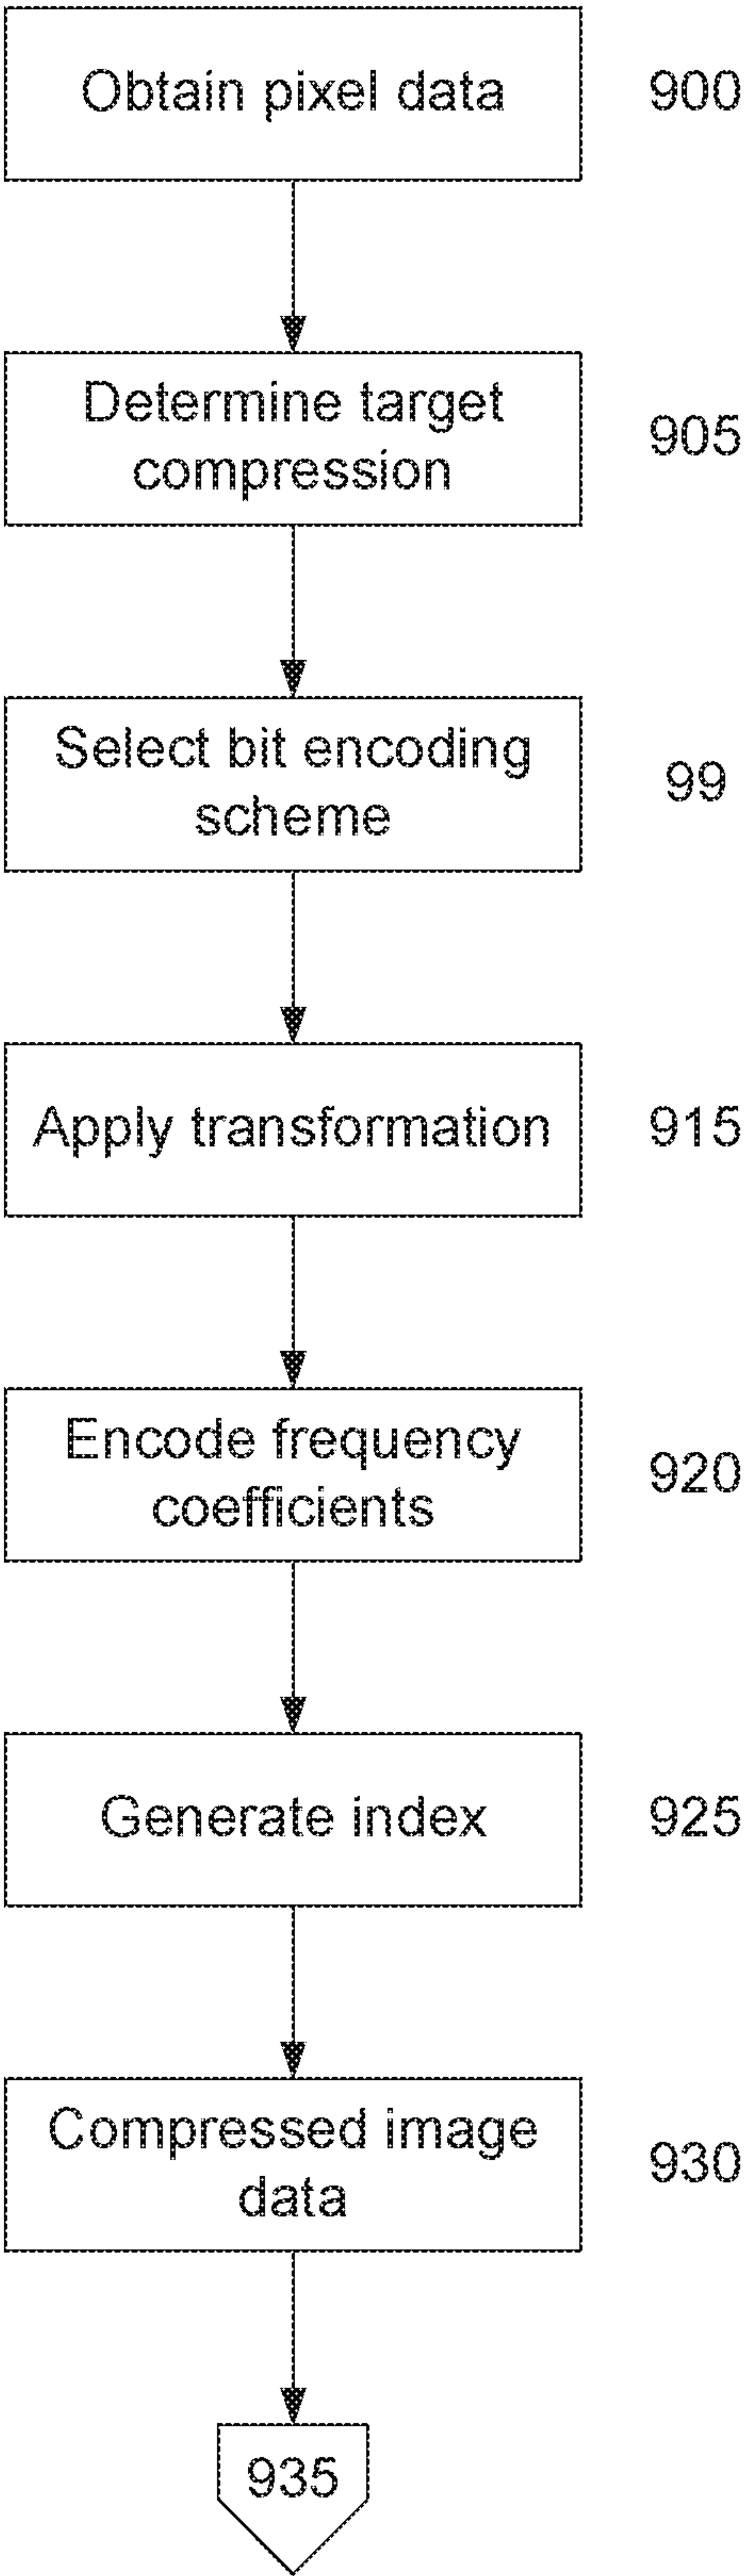 Obtain pixel data 900
Determine target
compression 905
Select bit encoding
scheme 99
Apply transformation 915
Encode frequency
coefficients 920
Generate index 925
Compressed image
data 930
935